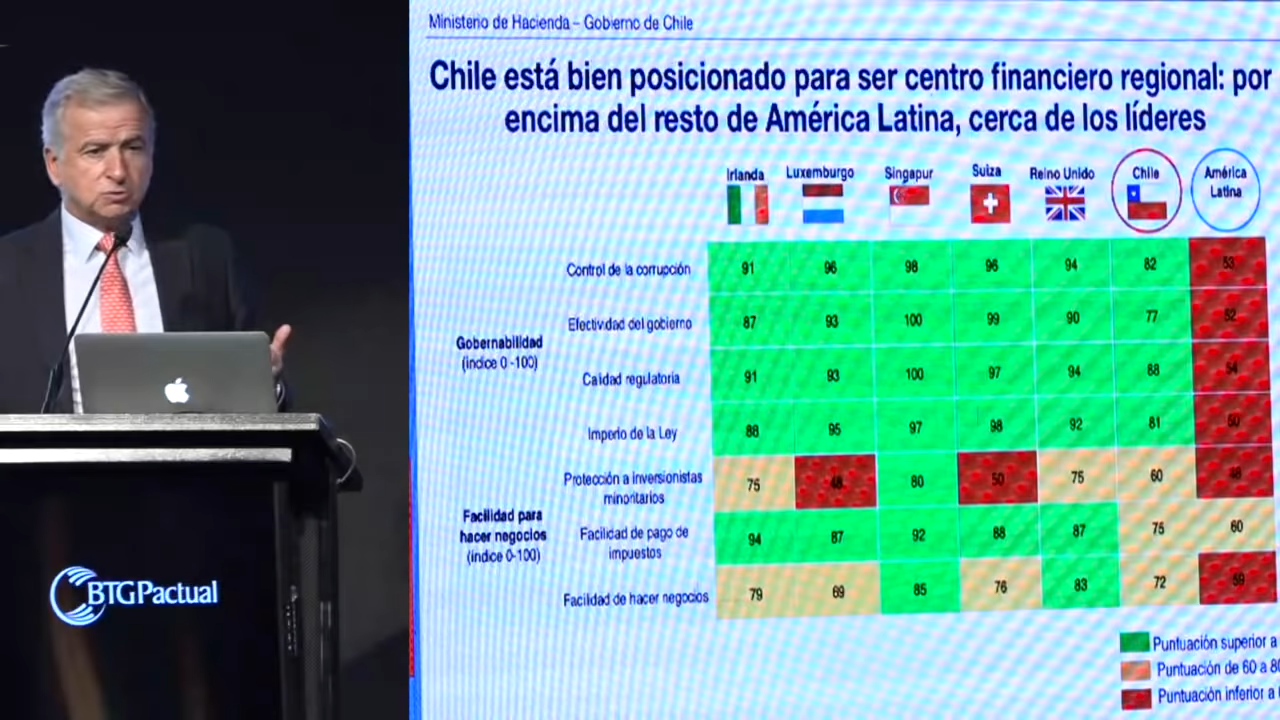 Ministerio de Hacienda – Gobierno de Chile
Chile está bien posicionado para ser centro financiero regional: por
encima del resto de América Latina, cerca de los líderes
Irlanda Luxemburgo Singapur Suiza Reino Unido Chile América
Latina
Control de la corrupción 91 96 98 96 94 82 53
Efectividad del gobierno 87 93 100 99 90 77 52
Gobernabilidad
(índice 0 -100)
Calidad regulatoria 91 93 100 97 94 88 54
Imperio de la Ley 88 95 97 98 92 81 50
Protección a inversionistas
minoritarios 75 48 80 50 75 60 48
Facilidad para
hacer negocios
(índice 0-100)
Facilidad de pago de
impuestos 94 87 92 88 87 75 60
Facilidad de hacer negocios 79 69 85 76 83 72 59
Puntuación superior a
Puntuación de 60 a 80
Puntuación inferior a
BTGPactual